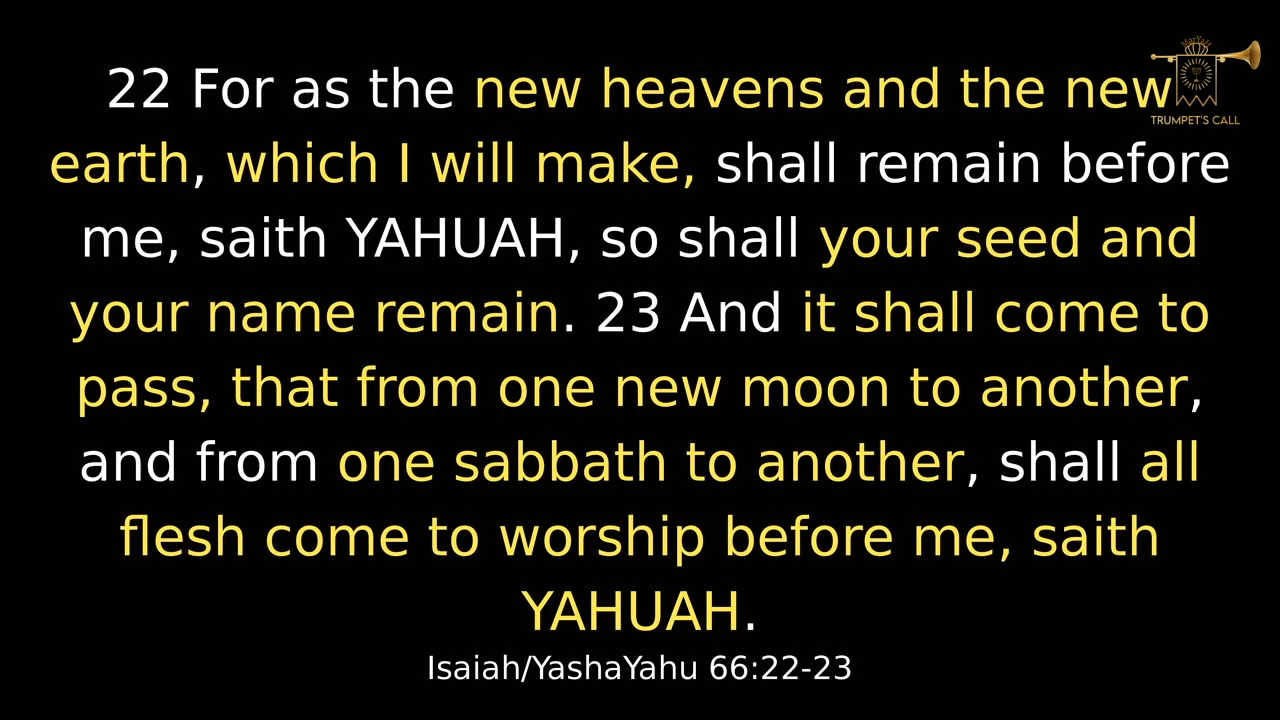 22 For as the new heavens and the new
earth, which I will make, shall remain before
me, saith YAHUAH, so shall your seed and
your name remain. 23 And it shall come to
pass, that from one new moon to another,
and from one sabbath to another, shall all
flesh come to worship before me, saith
YAHUAH.
Isaiah/YashaYahu 66:22-23
MarYah
TRUMPET'S CALL